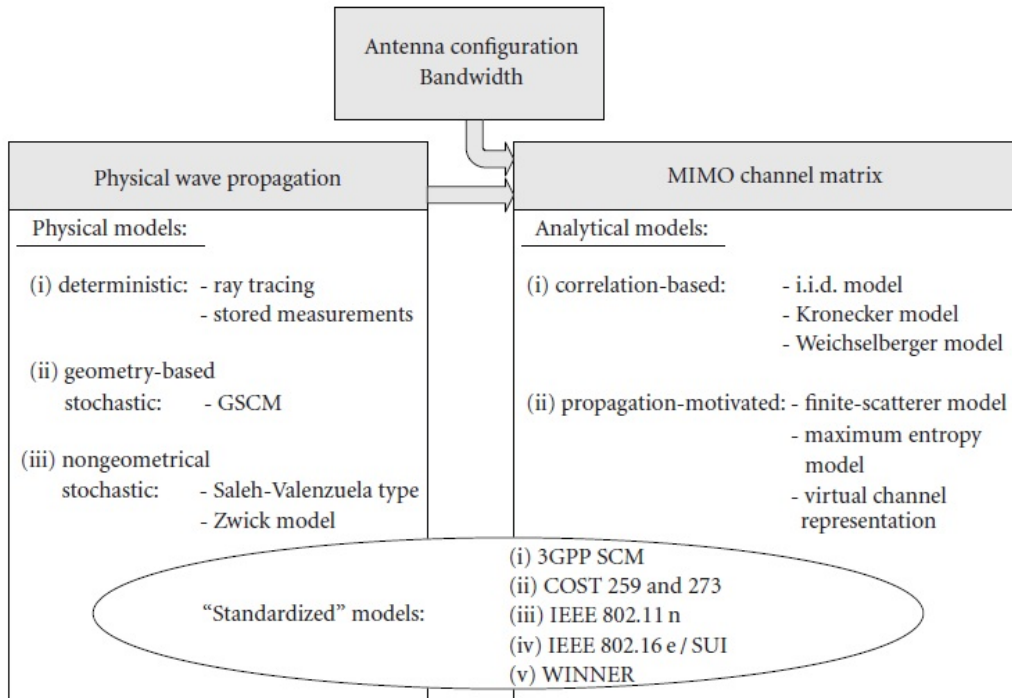 Antenna configuration
Bandwidth
Physical wave propagation
Physical models:
(i) deterministic: - ray tracing
- stored measurements
(ii) geometry-based
stochastic: - GSCM
(iii) nongeometrical
stochastic: - Saleh-Valenzuela type
- Zwick model
MIMO channel matrix
Analytical models:
(i) correlation-based: - i.i.d. model
- Kronecker model
- Weichselberger model
(ii) propagation-motivated: - finite-scatterer model
- maximum entropy
model
- virtual channel
representation
“Standardized” models:
(i) 3GPP SCM
(ii) COST 259 and 273
(iii) IEEE 802.11 n
(iv) IEEE 802.16 e / SUI
(v) WINNER